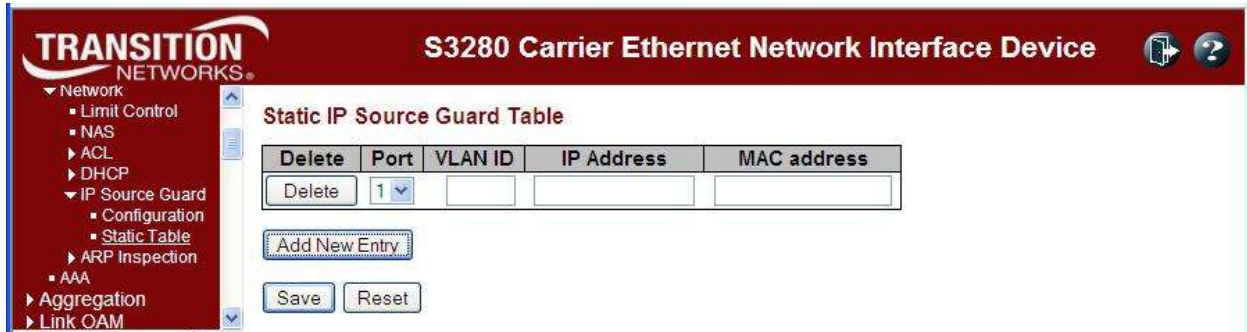 TRANSITION
NETWORKS®
S3280 Carrier Ethernet Network Interface Device
?
Network
Limit Control
NAS
ACL
DHCP
IP Source Guard
Configuration
Static Table
ARP Inspection
AAA
Aggregation
Link OAM
Static IP Source Guard Table
Delete Port VLAN ID IP Address MAC address
Delete 1
Add New Entry
Save Reset